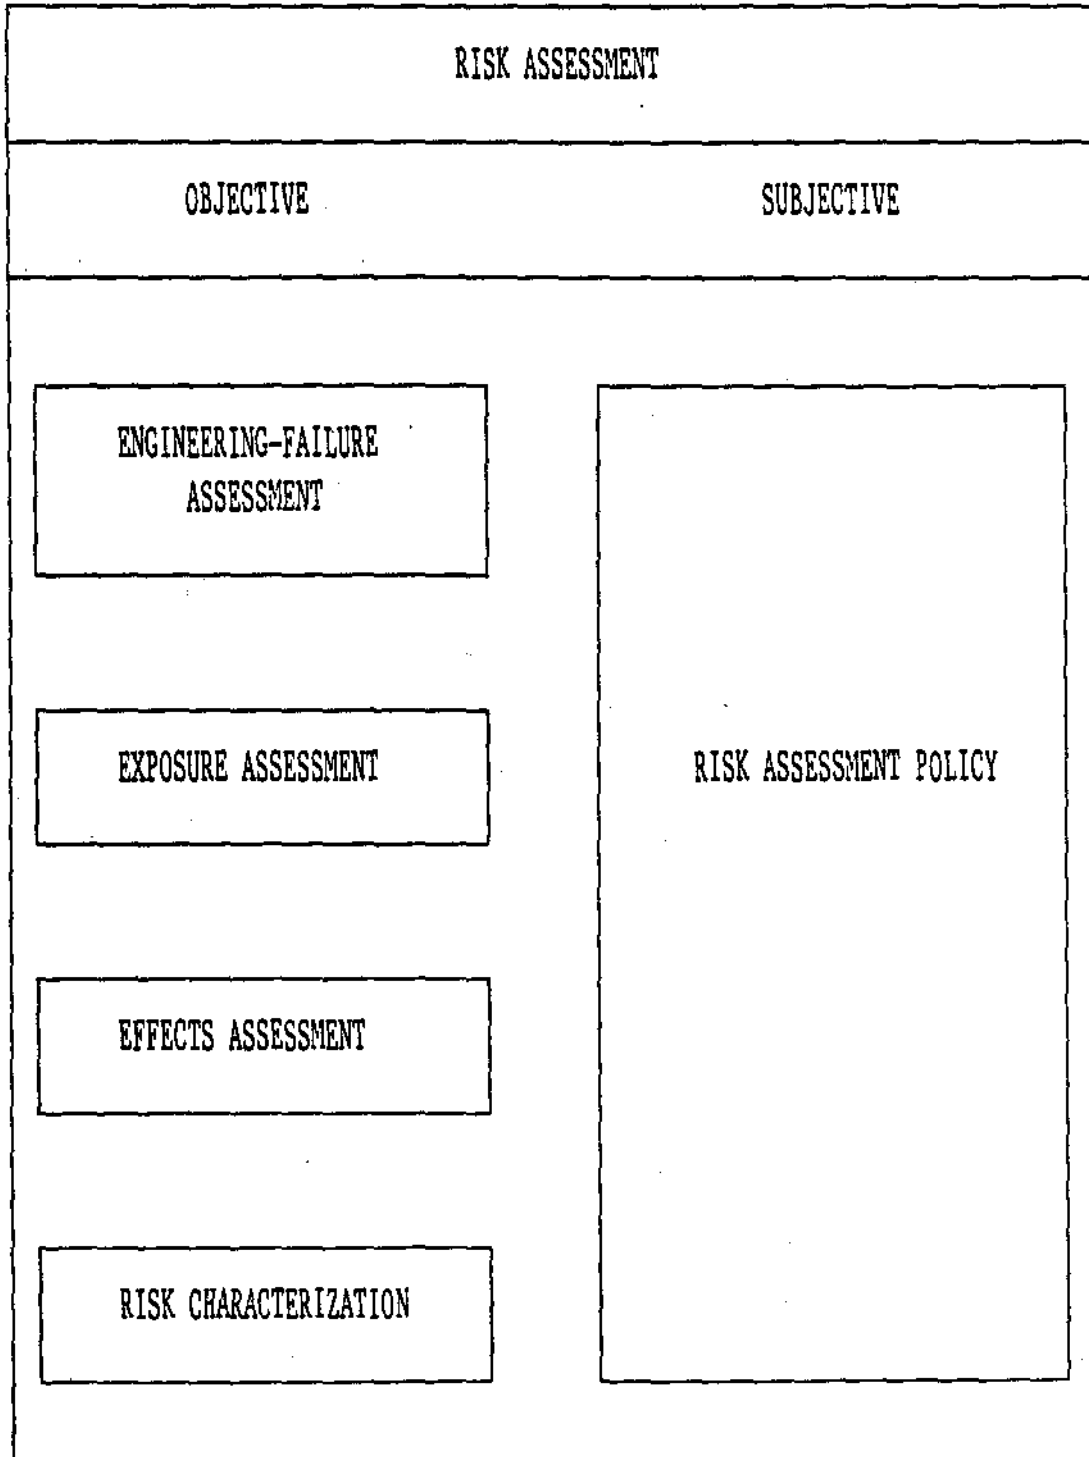 RISK ASSESSMENT
OBJECTIVE
SUBJECTIVE
ENGINEERING-FAILURE
ASSESSMENT
EXPOSURE ASSESSMENT
RISK ASSESSMENT POLICY
EFFECTS ASSESSMENT
RISK CHARACTERIZATION